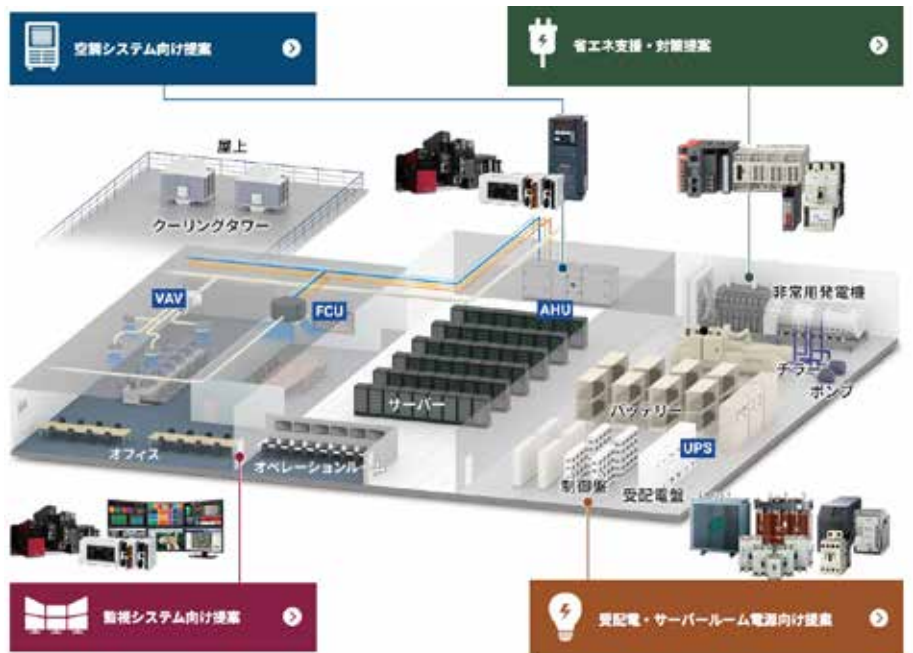 空調システム向け提案
省エネ支援・対策提案
屋上
クーリングタワー
VAV
FCU
AHU
非常用発電機
チラー
ポンプ
サーバー
バッテリー
UPS
オフィス
オペレーションルーム
制御盤
受配電盤
監視システム向け提案
受配電・サーバールーム電源向け提案